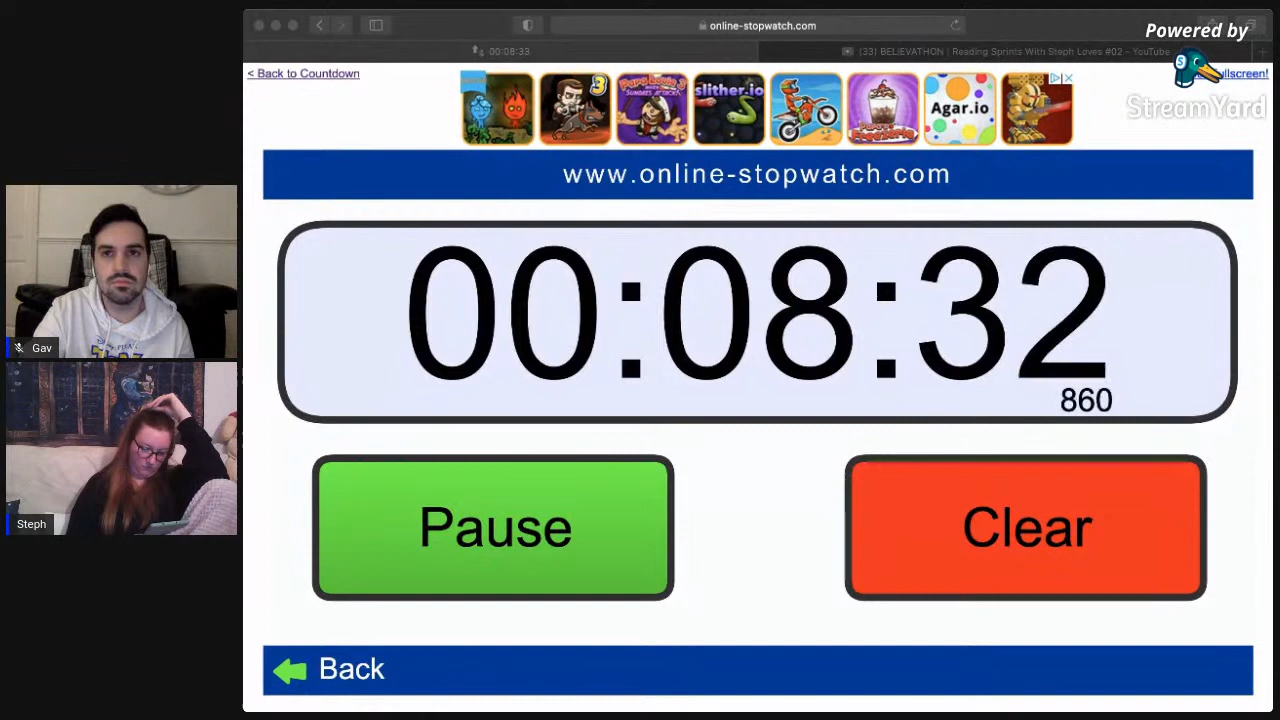 online-stopwatch.com
00:08:33
(33) BELIEVATHON | Reading Sprints With Steph Loves #02 - YouTube
Powered by
StreamYard
< Back to Countdown
3
slither.io
Agar.io
www.online-stopwatch.com
00:08:32
860
Gav
Steph
Pause
Clear
Back